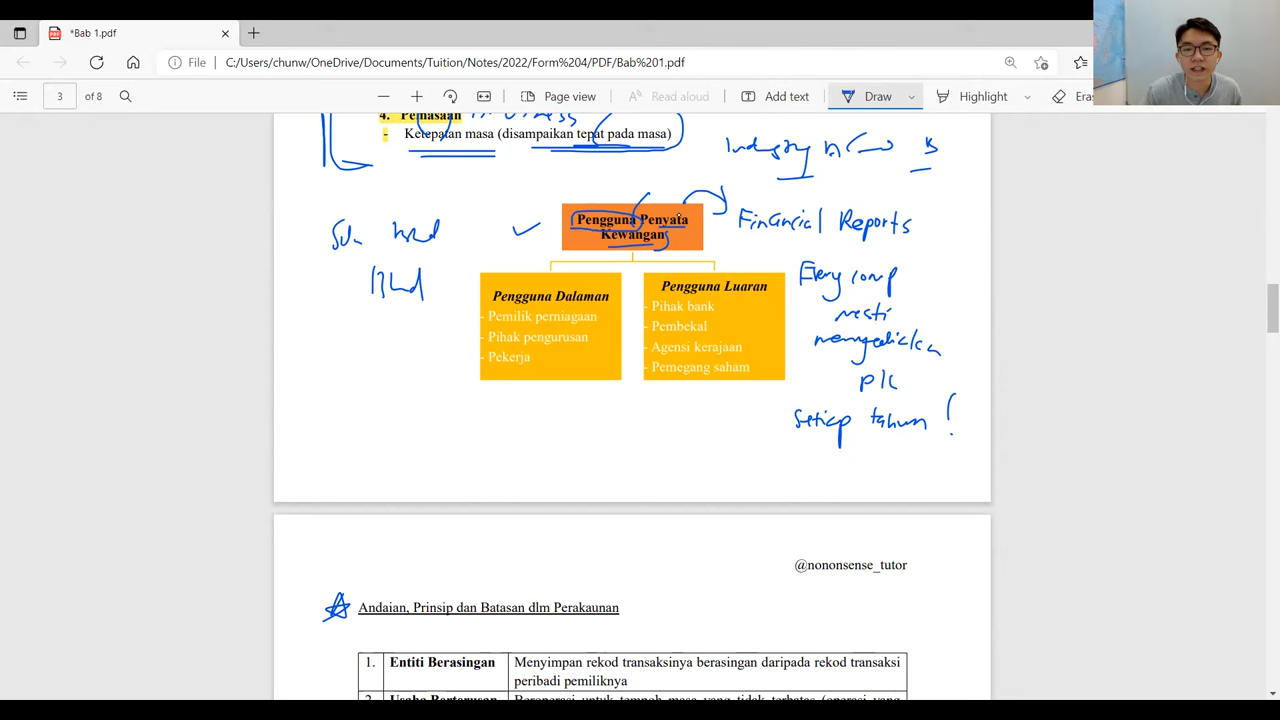 *Bab 1.pdf
File
C:/Users/chunw/OneDrive/Documents/Tuition/Notes/2022/Form%204/PDF/Bab%201.pdf
3 of 8
Page view
Read aloud
Add text
Draw
Highlight
Eras
4. Pemasaan
- Ketepatan masa (disampaikan tepat pada masa)
Industry
Pengguna Penyata
Kewangan
Financial Reports
Every comp
mesti
menyediakan
P/K
setiap tahun !
Pengguna Dalaman
- Pemilik perniagaan
- Pihak pengurusan
- Pekerja
Pengguna Luaran
- Pihak bank
- Pembekal
- Agensi kerajaan
- Pemegang saham
@nononsense_tutor
Andaian, Prinsip dan Batasan dlm Perakaunan
1. Entiti Berasingan Menyimpan rekod transaksinya berasingan daripada rekod transaksi
peribadi pemiliknya